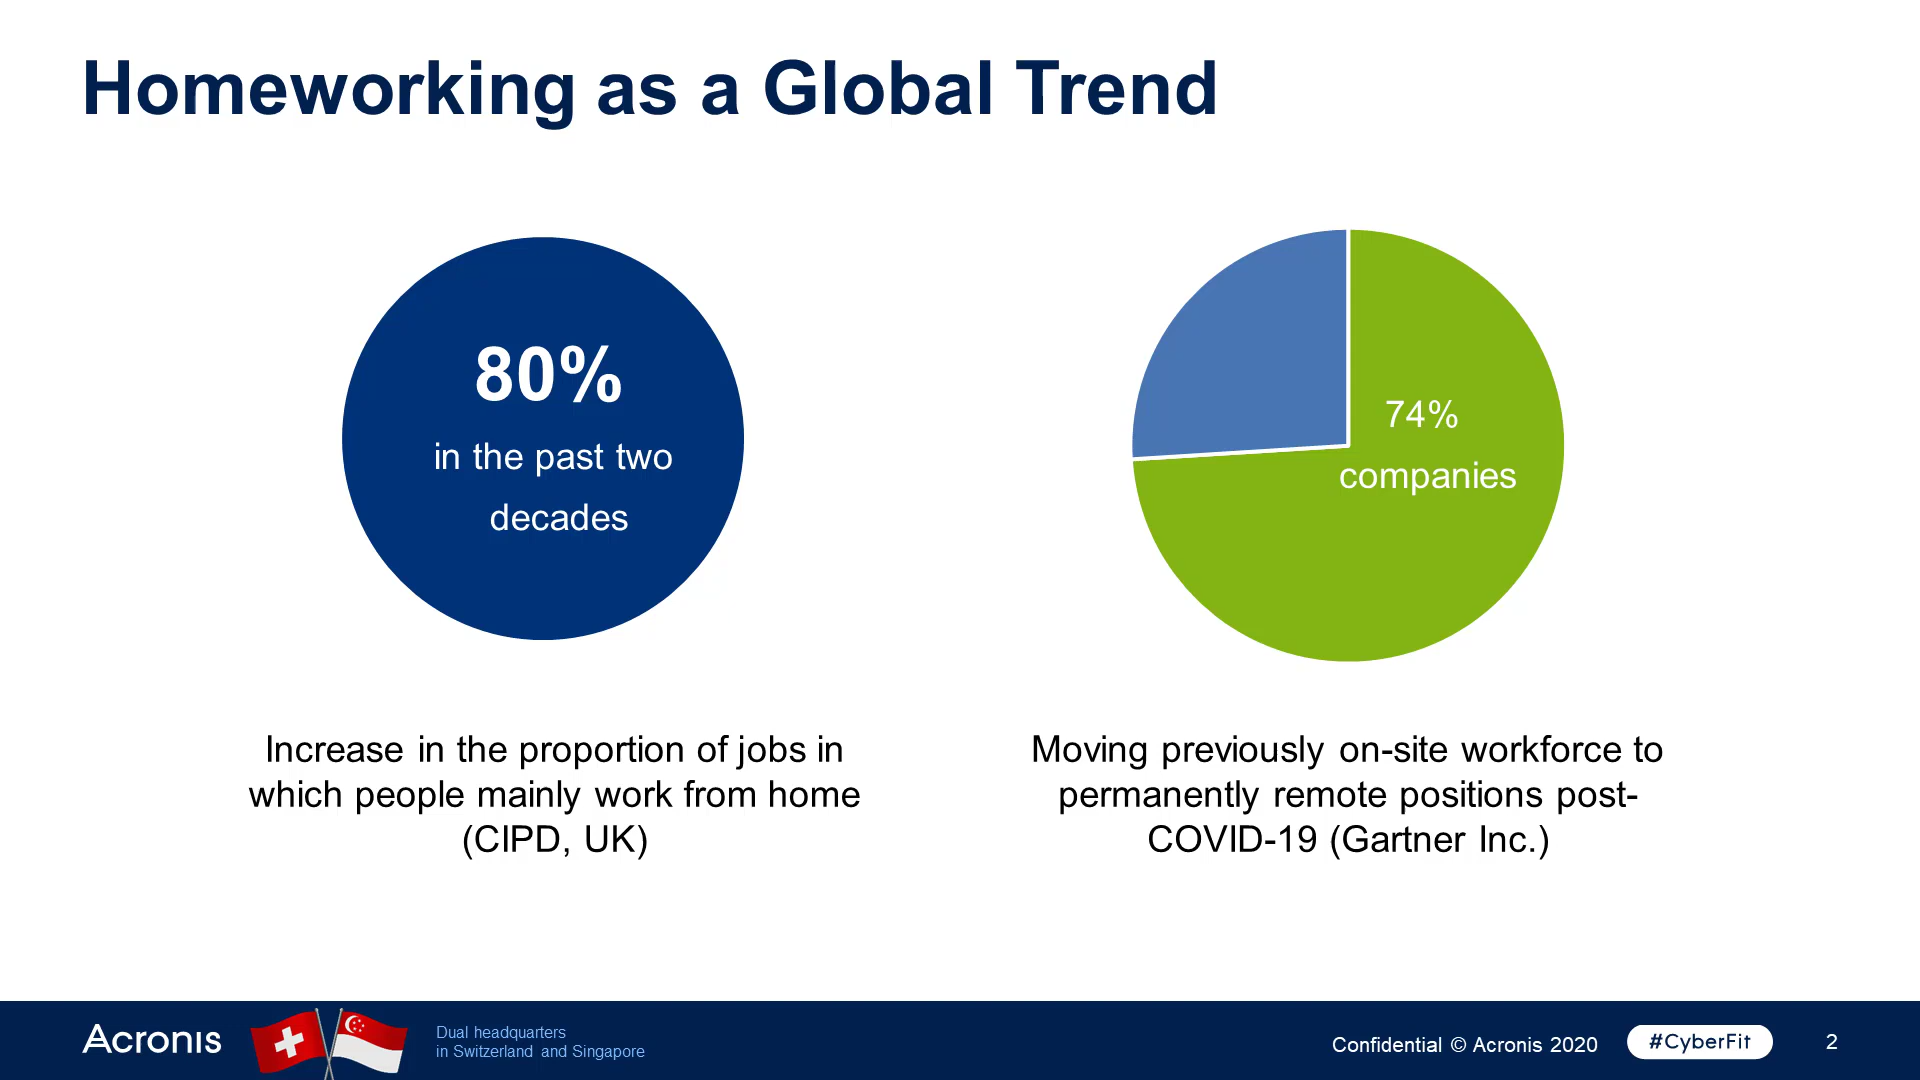 Homeworking as a Global Trend
80%
in the past two
decades
74%
companies
Increase in the proportion of jobs in
which people mainly work from home
(CIPD, UK)
Moving previously on-site workforce to
permanently remote positions post-
COVID-19 (Gartner Inc.)
Acronis
Dual headquarters
in Switzerland and Singapore
Confidential © Acronis 2020
#CyberFit
2